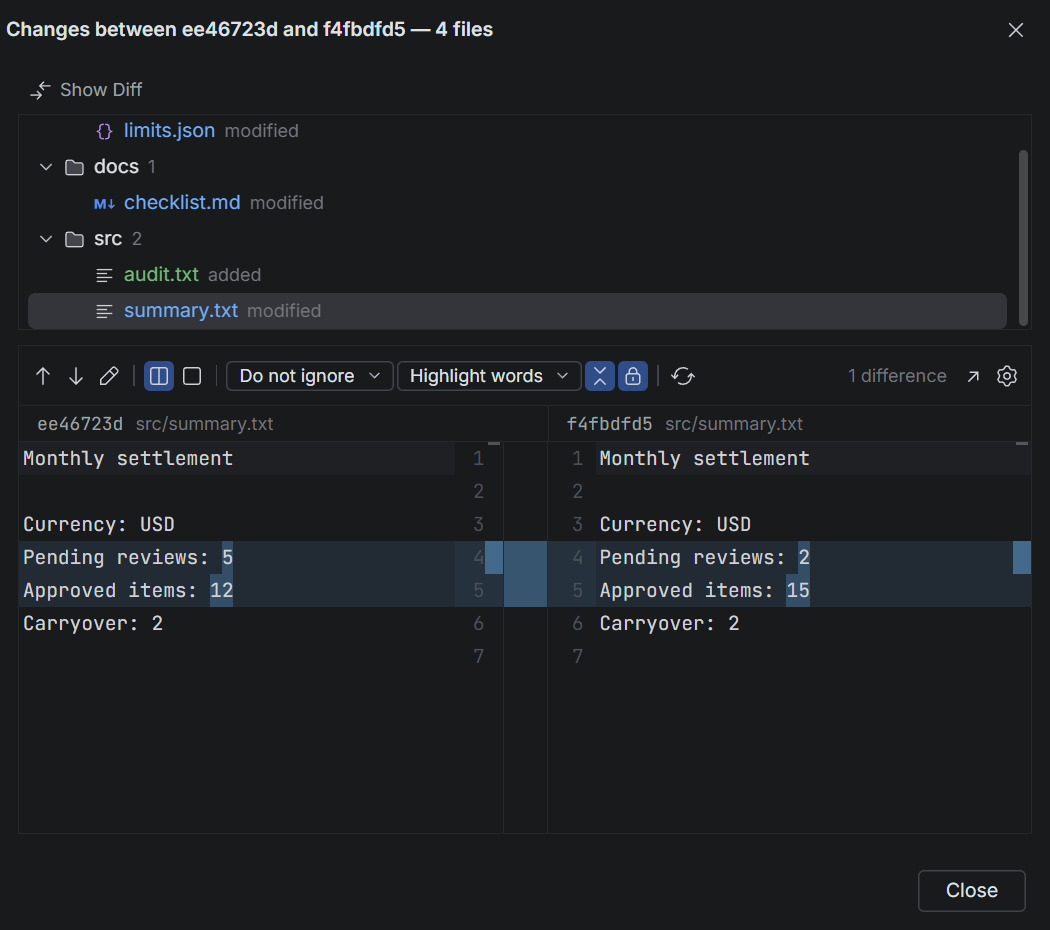 Changes between ee46723d and f4fbdfd5 — 4 files
Show Diff
{} limits.json modified
docs 1
M↓ checklist.md modified
src 2
audit.txt added
summary.txt modified
Do not ignore Highlight words 1 difference
ee46723d src/summary.txt f4fbdfd5 src/summary.txt
Monthly settlement 1 1 Monthly settlement
2 2
Currency: USD 3 3 Currency: USD
Pending reviews: 5 4 4 Pending reviews: 2
Approved items: 12 5 5 Approved items: 15
Carryover: 2 6 6 Carryover: 2
7 7
Close